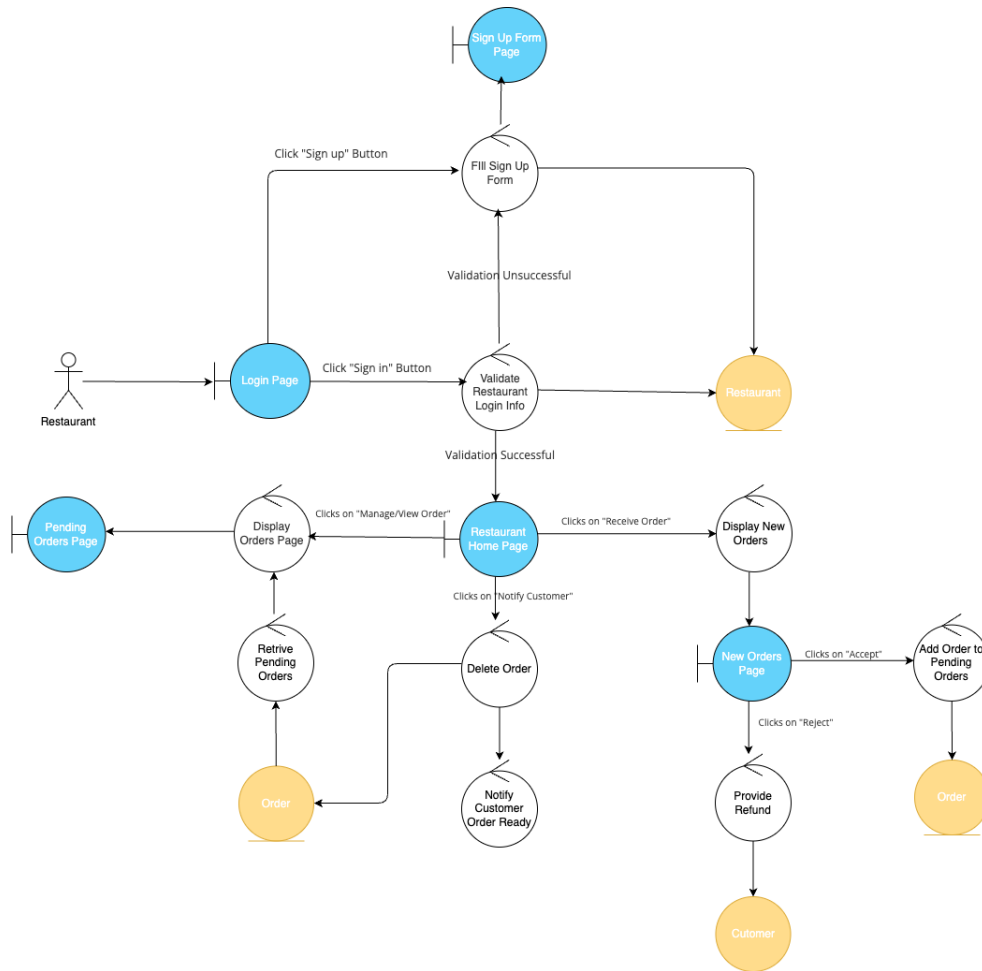 Sign Up Form
Page
Click "Sign up" Button
FIll Sign Up
Form
Validation Unsuccessful
Restaurant
Login Page
Click "Sign in" Button
Validate
Restaurant
Login Info
Restaurant
Validation Successful
Pending
Orders Page
Display
Orders Page
Clicks on "Manage/View Order"
Restaurant
Home Page
Clicks on "Receive Order"
Display New
Orders
Clicks on "Notify Customer"
Retrive
Pending
Orders
Delete Order
New Orders
Page
Clicks on "Accept"
Add Order to
Pending
Orders
Clicks on "Reject"
Order
Notify
Customer
Order Ready
Provide
Refund
Order
Cutomer